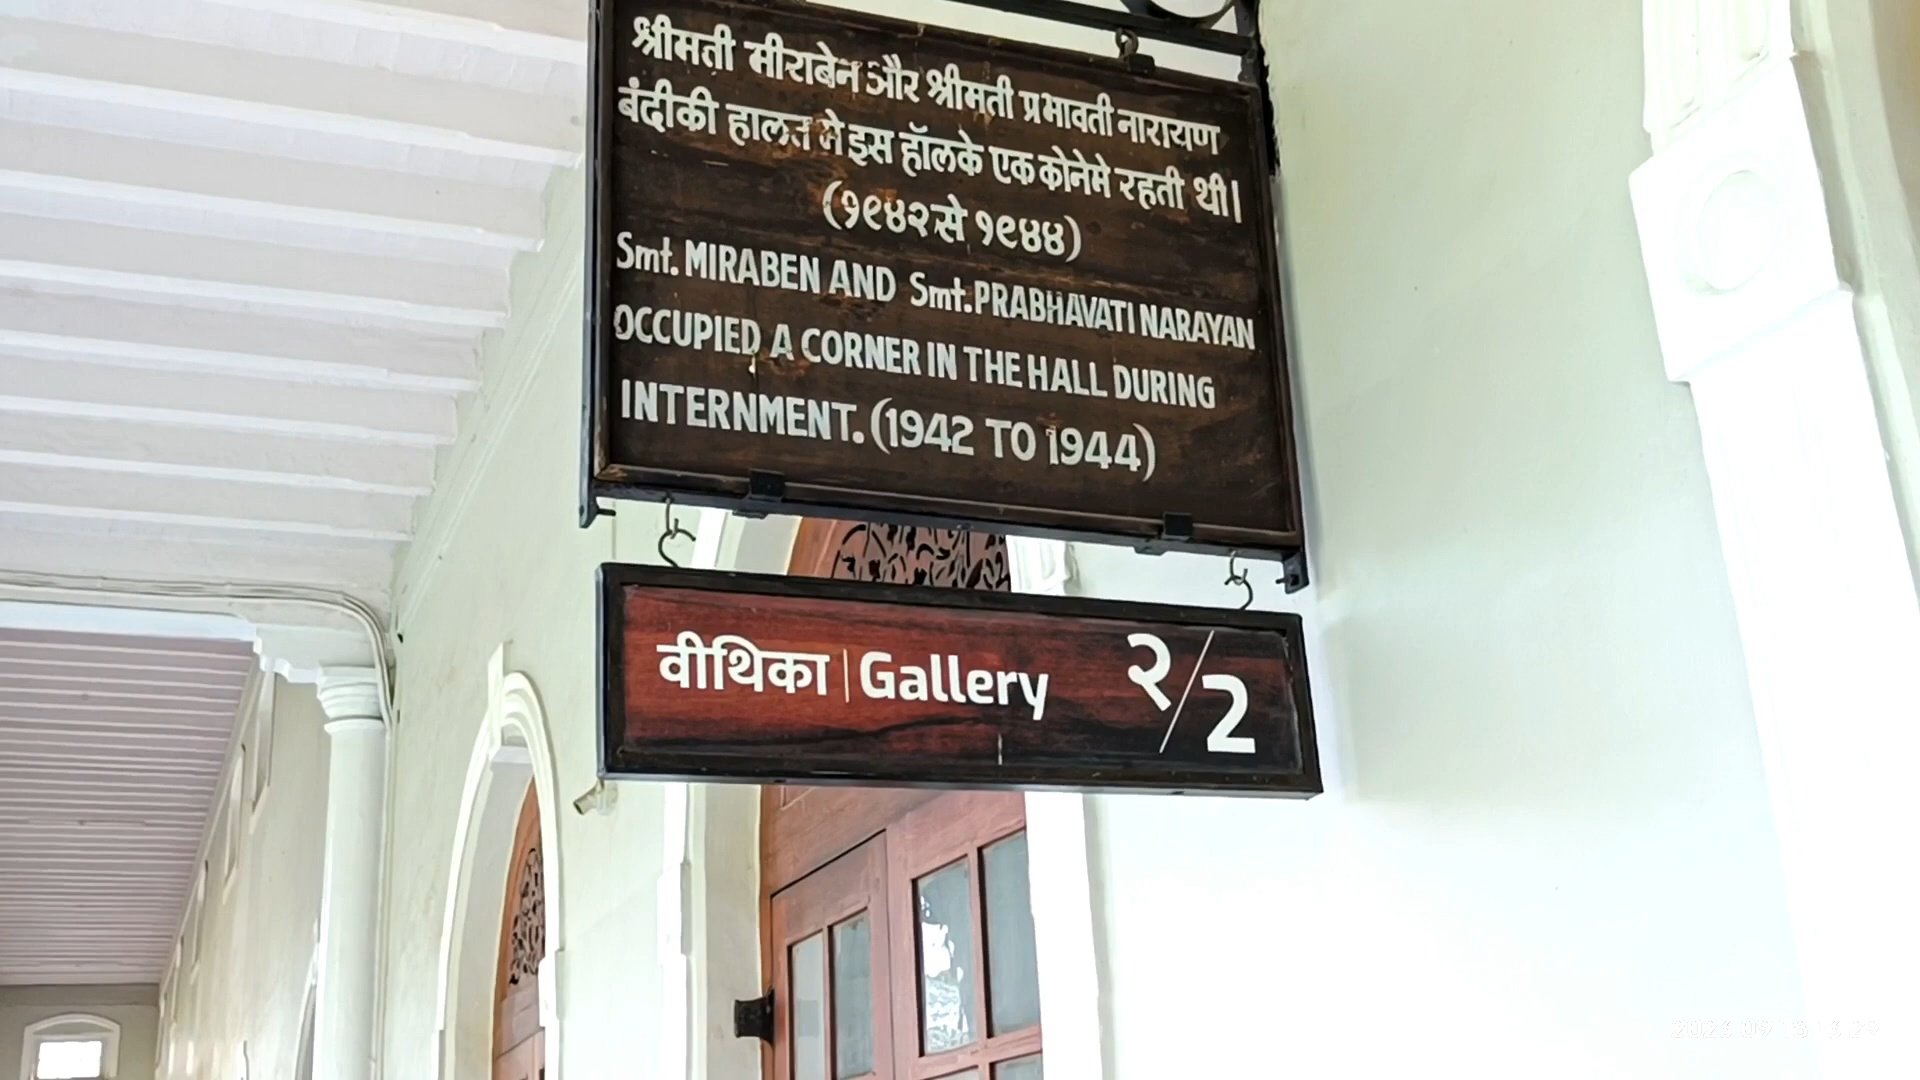 श्रीमती मीराबेन और श्रीमती प्रभावती नारायण
बंदीकी हालत मे इस हॉलके एक कोनेमे रहती थी।
(१९४२ से १९४४)
Smt. MIRABEN AND Smt. PRABHAVATI NARAYAN
OCCUPIED A CORNER IN THE HALL DURING
INTERNMENT. (1942 TO 1944)
वीथिका | Gallery २/2